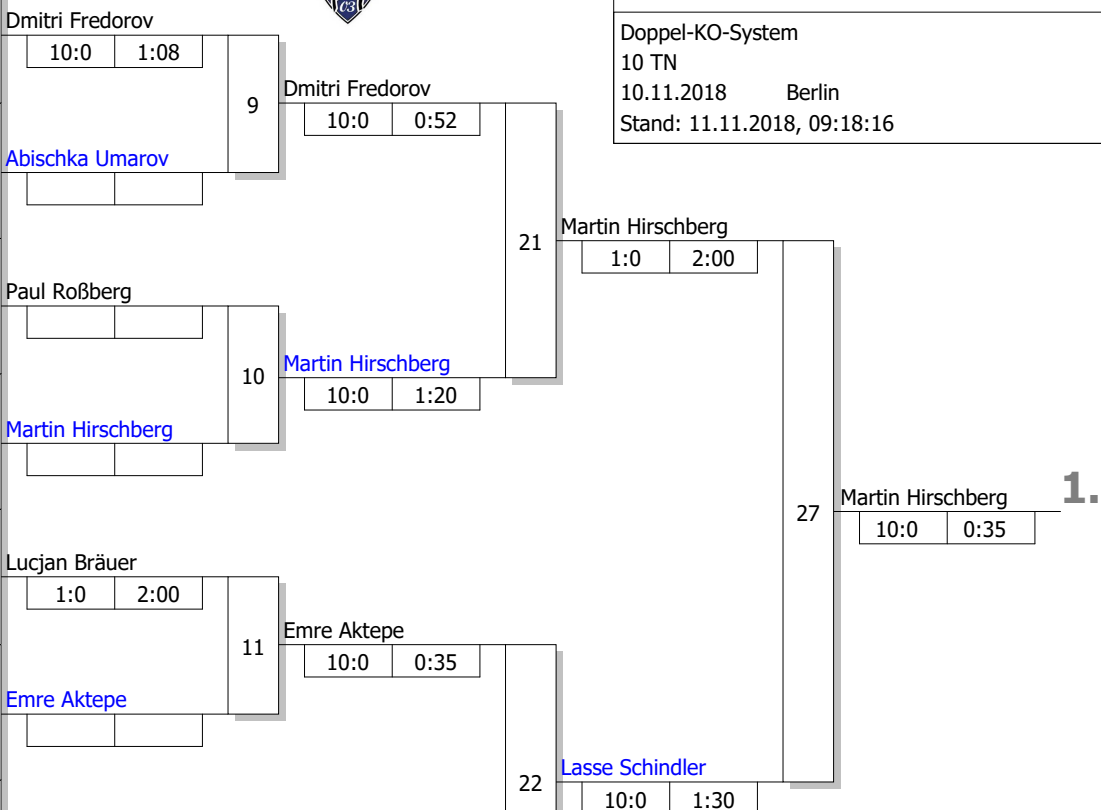 C3
Doppel-KO-System
10 TN
10.11.2018 Berlin
Stand: 11.11.2018, 09:18:16
Dmitri Fredorov
10:0 1:08
9
Abischka Umarov
Dmitri Fredorov
10:0 0:52
21
Paul Roßberg
10
Martin Hirschberg
Martin Hirschberg
10:0 1:20
Martin Hirschberg
1:0 2:00
27
Martin Hirschberg 1.
10:0 0:35
Lucjan Bräuer
1:0 2:00
11
Emre Aktepe
Emre Aktepe
10:0 0:35
22
Lasse Schindler
10:0 1:30